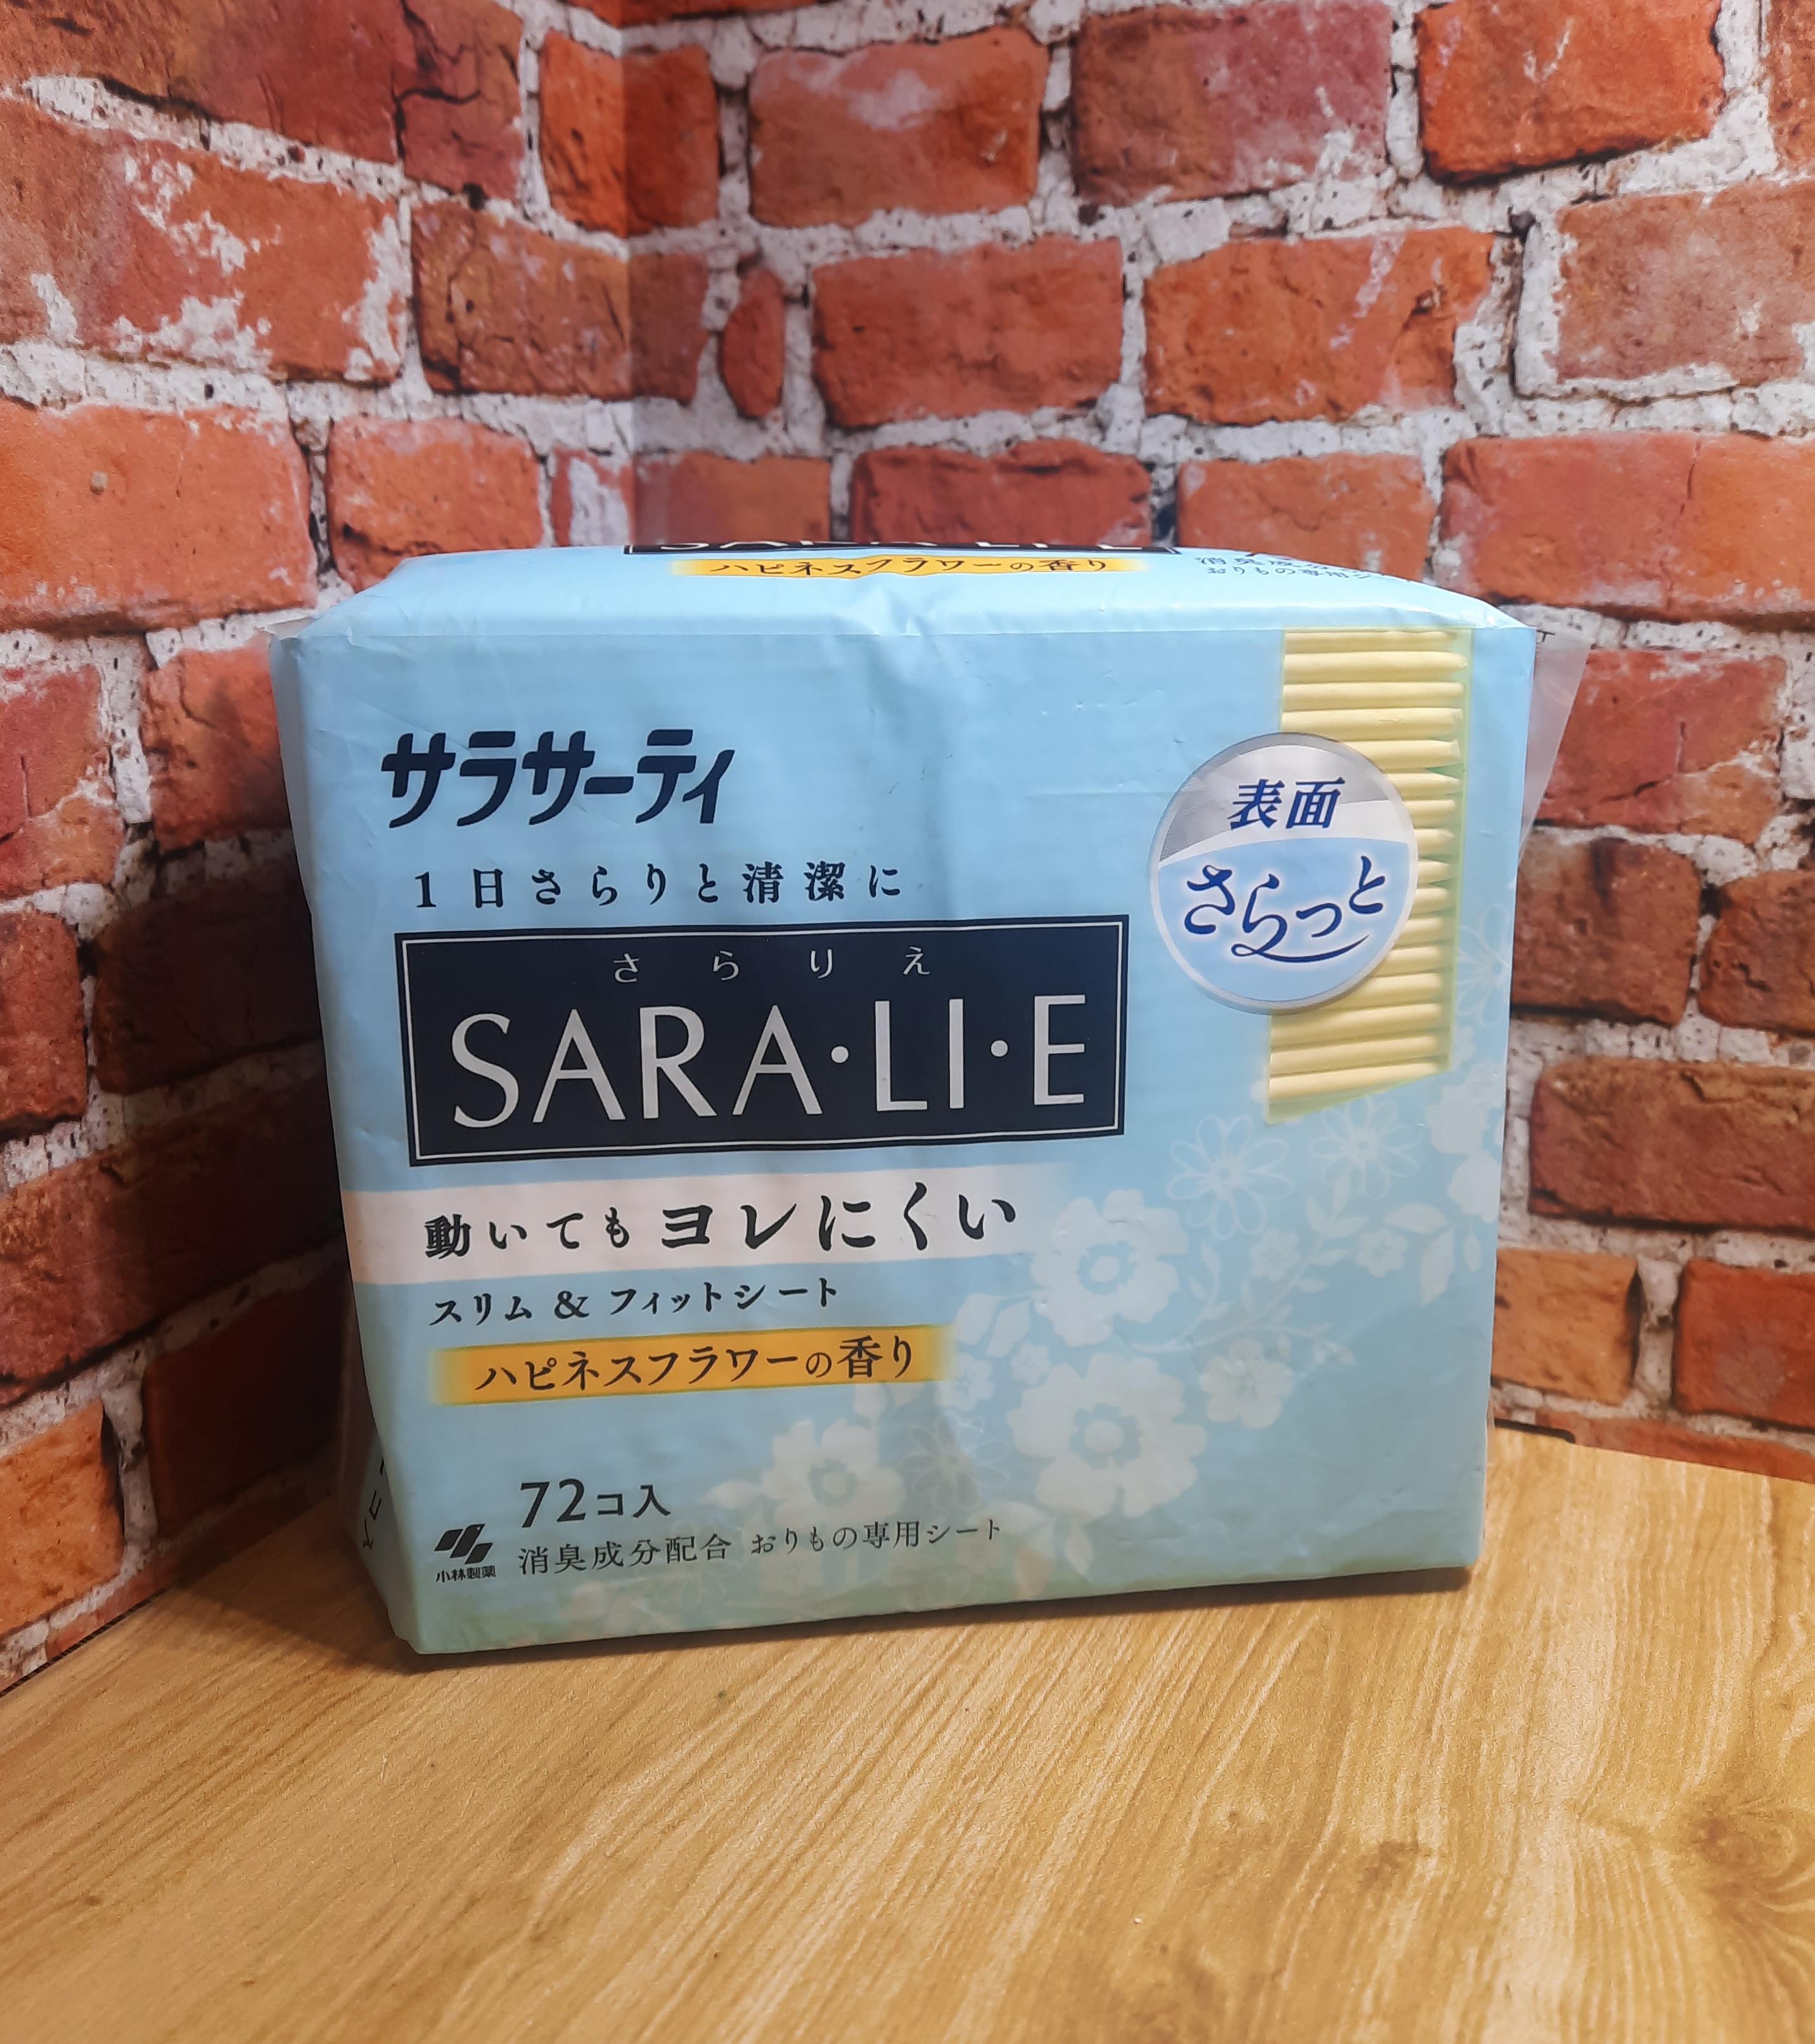 ハピネスフラワーの香り
サラサーティ
1日さらりと清潔に
さらりえ
SARA・LI・E
表面
さらっと
動いてもヨレにくい
スリム & フィットシート
ハピネスフラワーの香り
72コ入
消臭成分配合 おりもの専用シート
小林製薬